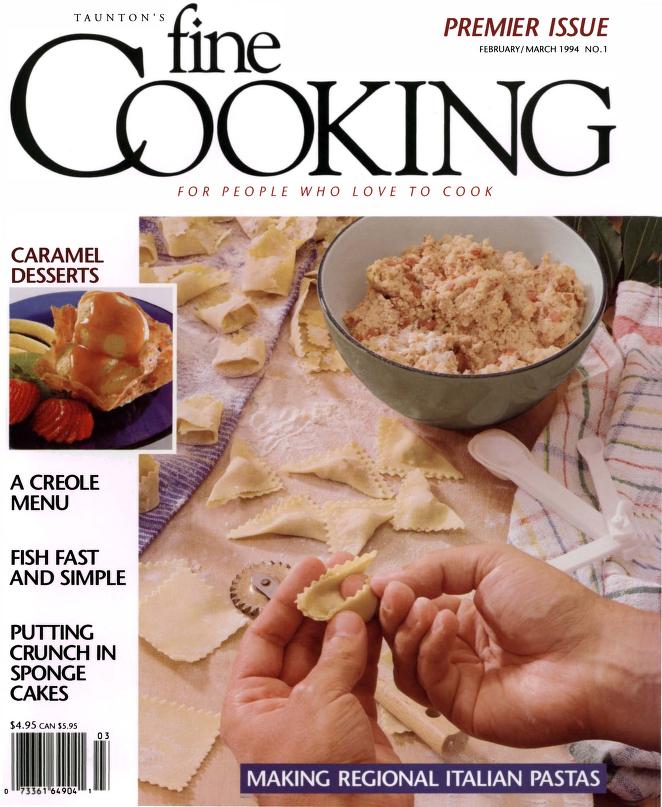 TAUNTON'S
fine
COOKING
PREMIER ISSUE
FEBRUARY/MARCH 1994 NO.1
FOR PEOPLE WHO LOVE TO COOK
CARAMEL
DESSERTS
A CREOLE
MENU
FISH FAST
AND SIMPLE
PUTTING
CRUNCH IN
SPONGE
CAKES
$4.95 CAN $5.95
03
0 73361 64904 1
MAKING REGIONAL ITALIAN PASTAS